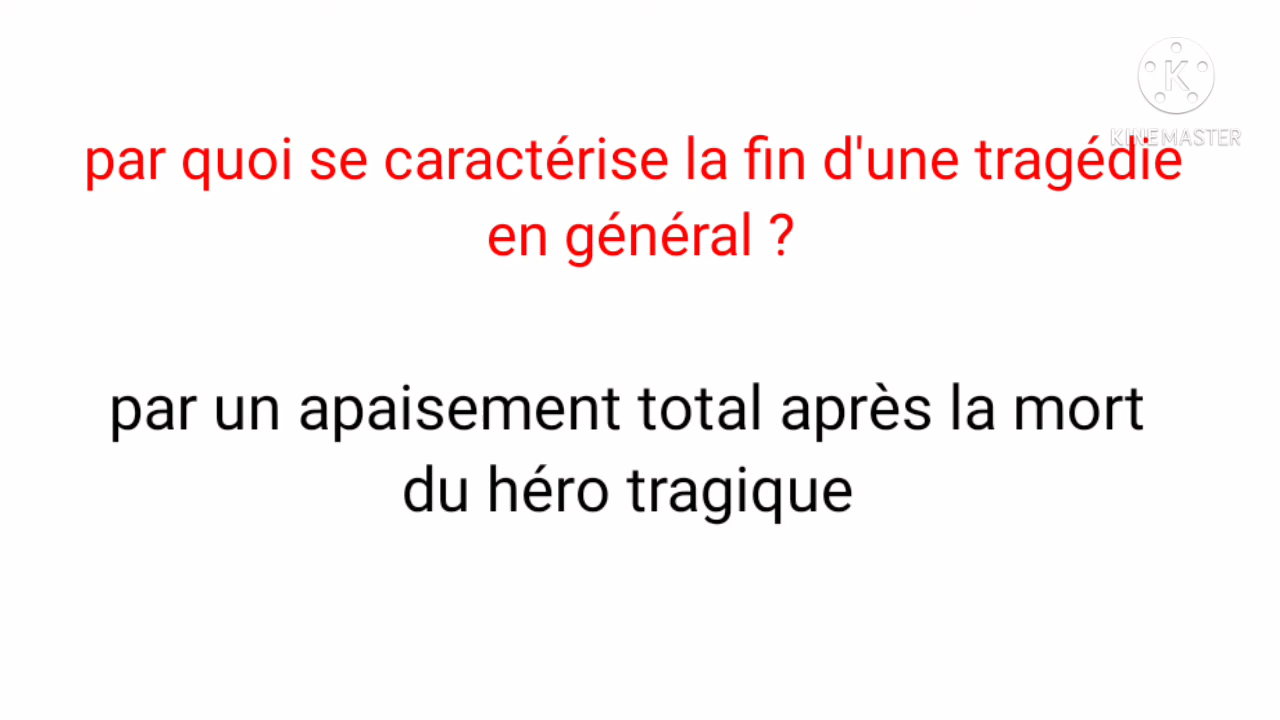 KINEMASTER
par quoi se caractérise la fin d'une tragédie
en général ?
par un apaisement total après la mort
du héro tragique